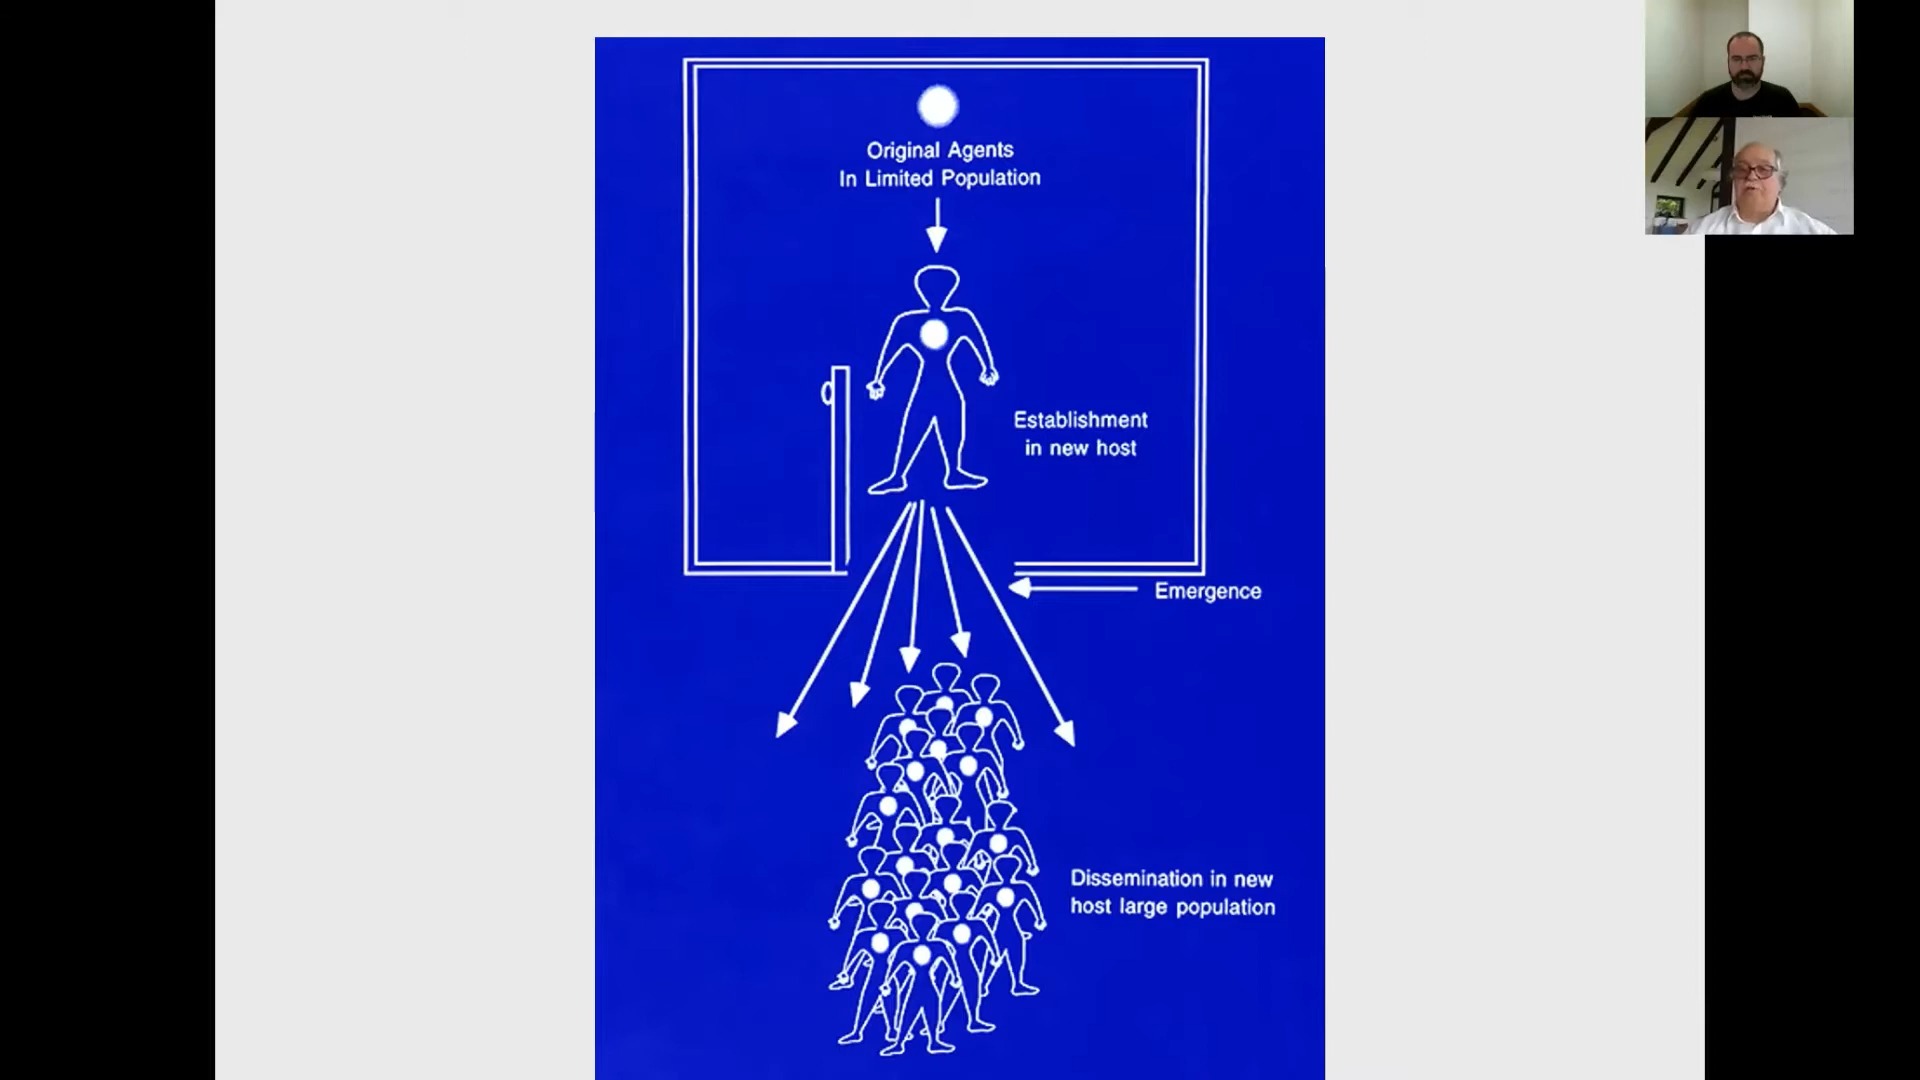 Original Agents
In Limited Population
Establishment
in new host
Emergence
Dissemination in new
host large population